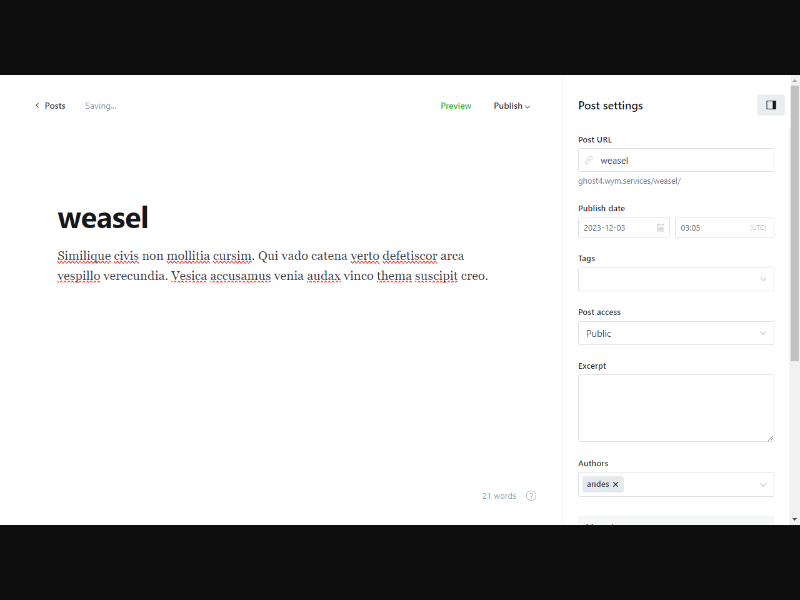 Posts
Saving...
Preview
Publish
Post settings
Post URL
weasel
ghost4.wym.services/weasel/
weasel
Similique civis non mollitia cursim. Qui vado catena verto defetiscor arca
vespillo verecundia. Vesica accusamus venia audax vinco thema suscipit creo.
Publish date
2023-12-03
03:05
(UTC)
Tags
Post access
Public
Excerpt
Authors
andes
21 words